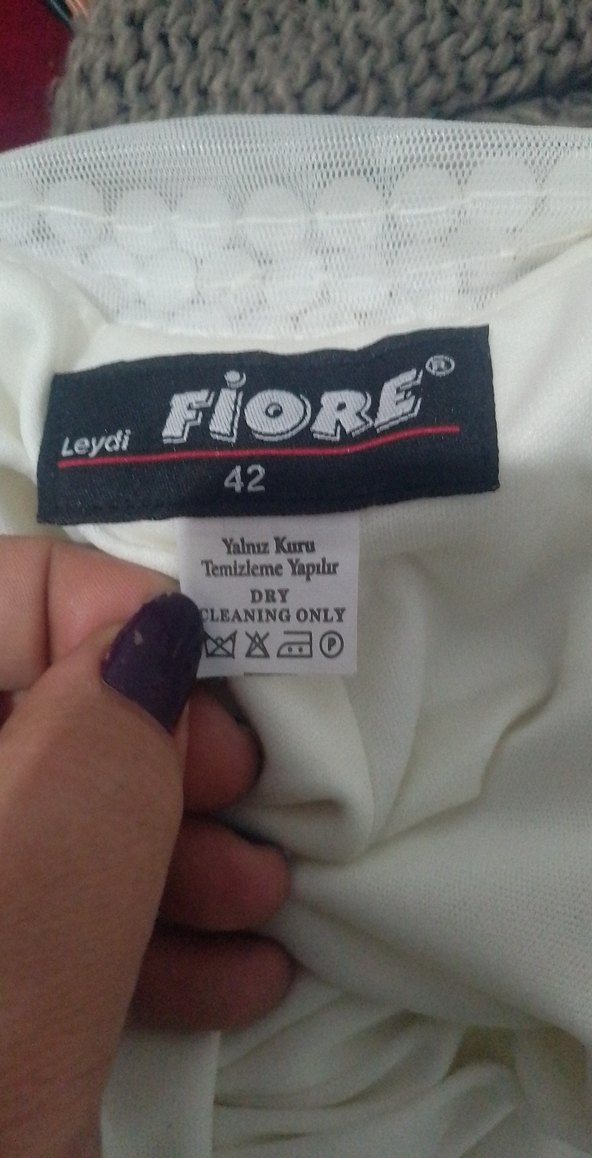 Leydi FiORE®
42
Yalnız Kuru
Temizleme Yapılır
DRY
CLEANING ONLY
P